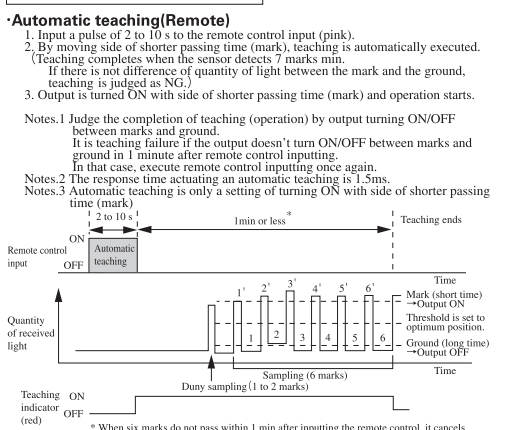 ·Automatic teaching(Remote)
1. Input a pulse of 2 to 10 s to the remote control input (pink).
2. By moving side of shorter passing time (mark), teaching is automatically executed.
(Teaching completes when the sensor detects 7 marks min.
If there is not difference of quantity of light between the mark and the ground,
teaching is judged as NG.)
3. Output is turned ON with side of shorter passing time (mark) and operation starts.
Notes.1 Judge the completion of teaching (operation) by output turning ON/OFF
between marks and ground.
It is teaching failure if the output doesn't turn ON/OFF between marks and
ground in 1 minute after remote control inputting.
In that case, execute remote control inputting once again.
Notes.2 The response time actuating an automatic teaching is 1.5ms.
Notes.3 Automatic teaching is only a setting of turning ON with side of shorter passing
time (mark)
2 to 10 s
1min or less*
Teaching ends
Remote control
input
ON
OFF
Automatic
teaching
Time
Quantity
of received
light
1' 2' 3' 4' 5' 6'
1 2 3 4 5 6
Mark (short time)
→Output ON
Threshold is set to
optimum position.
Ground (long time)
→Output OFF
Time
Sampling (6 marks)
Duny sampling(1 to 2 marks)
Teaching
indicator
(red)
ON
OFF
* When six marks do not pass within 1 min after inputting the remote control, it cancels